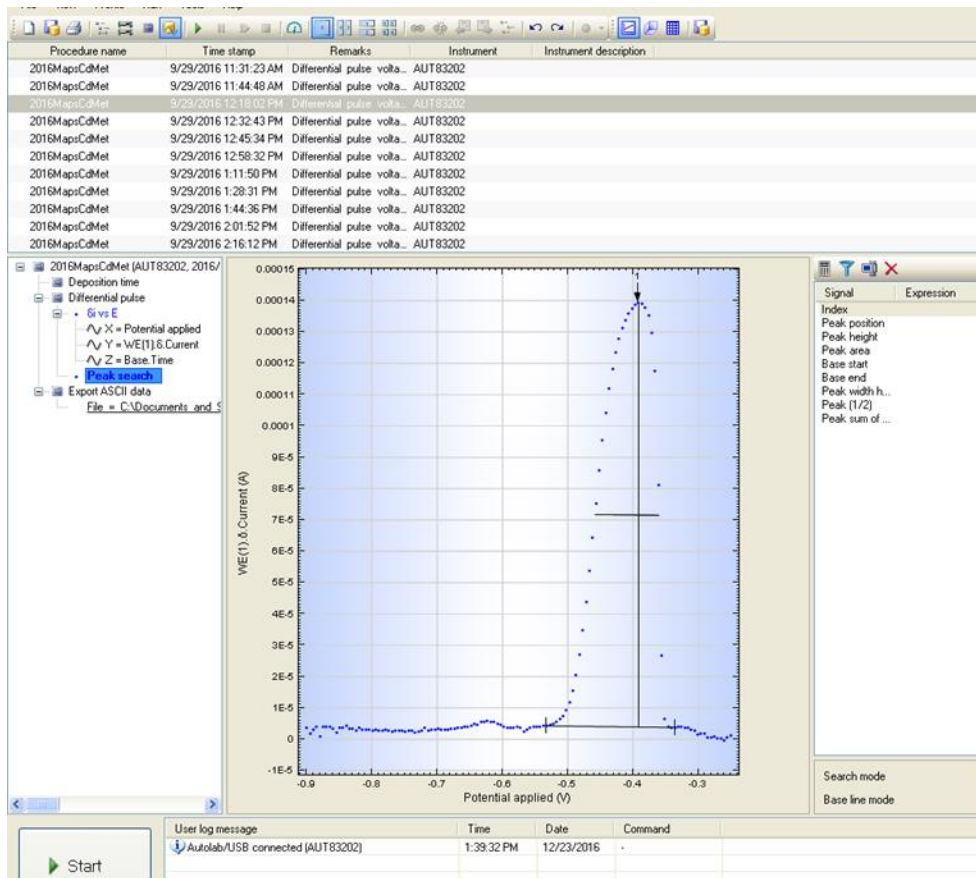 Procedure name Time stamp Remarks Instrument Instrument description
2016MapsCdMet 9/29/2016 11:31:23 AM Differential pulse volta... AUT83202
2016MapsCdMet 9/29/2016 11:44:48 AM Differential pulse volta... AUT83202
2016MapsCdMet 9/29/2016 12:18:02 PM Differential pulse volta... AUT83202
2016MapsCdMet 9/29/2016 12:32:43 PM Differential pulse volta... AUT83202
2016MapsCdMet 9/29/2016 12:45:34 PM Differential pulse volta... AUT83202
2016MapsCdMet 9/29/2016 12:58:32 PM Differential pulse volta... AUT83202
2016MapsCdMet 9/29/2016 1:11:50 PM Differential pulse volta... AUT83202
2016MapsCdMet 9/29/2016 1:28:31 PM Differential pulse volta... AUT83202
2016MapsCdMet 9/29/2016 1:44:36 PM Differential pulse volta... AUT83202
2016MapsCdMet 9/29/2016 2:01:52 PM Differential pulse volta... AUT83202
2016MapsCdMet 9/29/2016 2:16:12 PM Differential pulse volta... AUT83202
2016MapsCdMet (AUT83202, 2016/
Deposition time
Differential pulse
δi vs E
X = Potential applied
Y = WE(1).δ.Current
Z = Base.Time
Peak search
Export ASCII data
File = C:\Documents and S
WE(1).δ.Current (A)
0.00015
0.00014
0.00013
0.00012
0.00011
0.0001
9E-5
8E-5
7E-5
6E-5
5E-5
4E-5
3E-5
2E-5
1E-5
0
-1E-5
-0.9 -0.8 -0.7 -0.6 -0.5 -0.4 -0.3
Potential applied (V)
Signal Expression
Index
Peak position
Peak height
Peak area
Base start
Base end
Peak width h...
Peak (1/2)
Peak sum of ...
Search mode
Base line mode
Start
User log message Time Date Command
Autolab/USB connected (AUT83202) 1:39:32 PM 12/23/2016 -